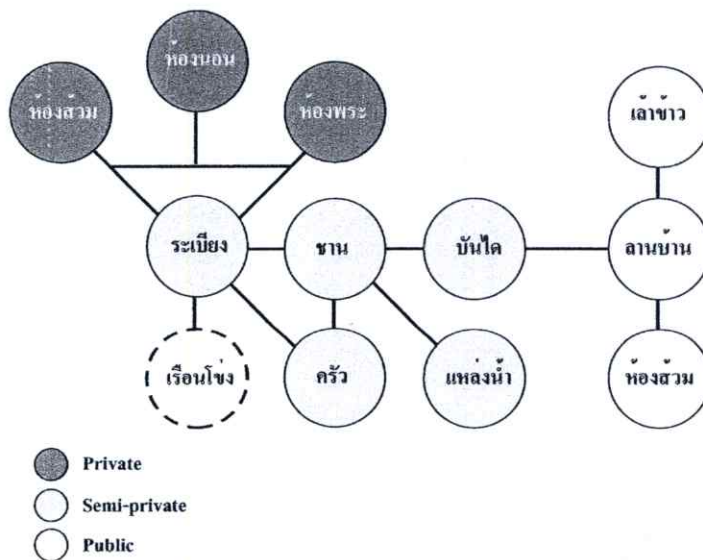 ห้องนอน
ห้องส้วม
ห้องพระ
เล้าข้าว
ระเบียง
ชาน
บันได
ลานบ้าน
เรือนโข่ง
ครัว
แหล่งน้ำ
ห้องส้วม
Private
Semi-private
Public